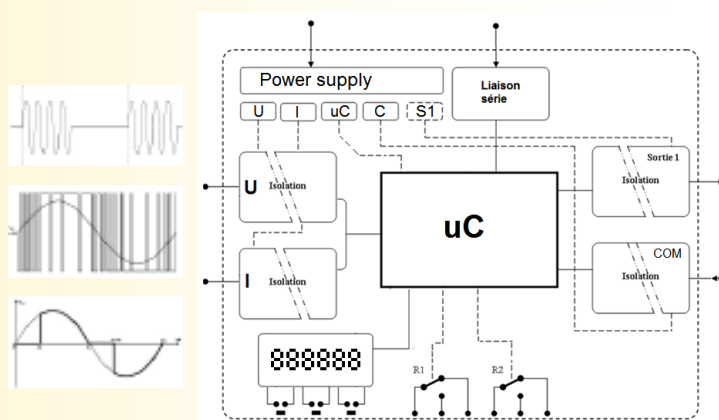 Power supply
Liaison
série
U
I
uC
C
S1
U
Isolation
Sortie 1
Isolation
uC
I
Isolation
COM
Isolation
888888
R1
R2